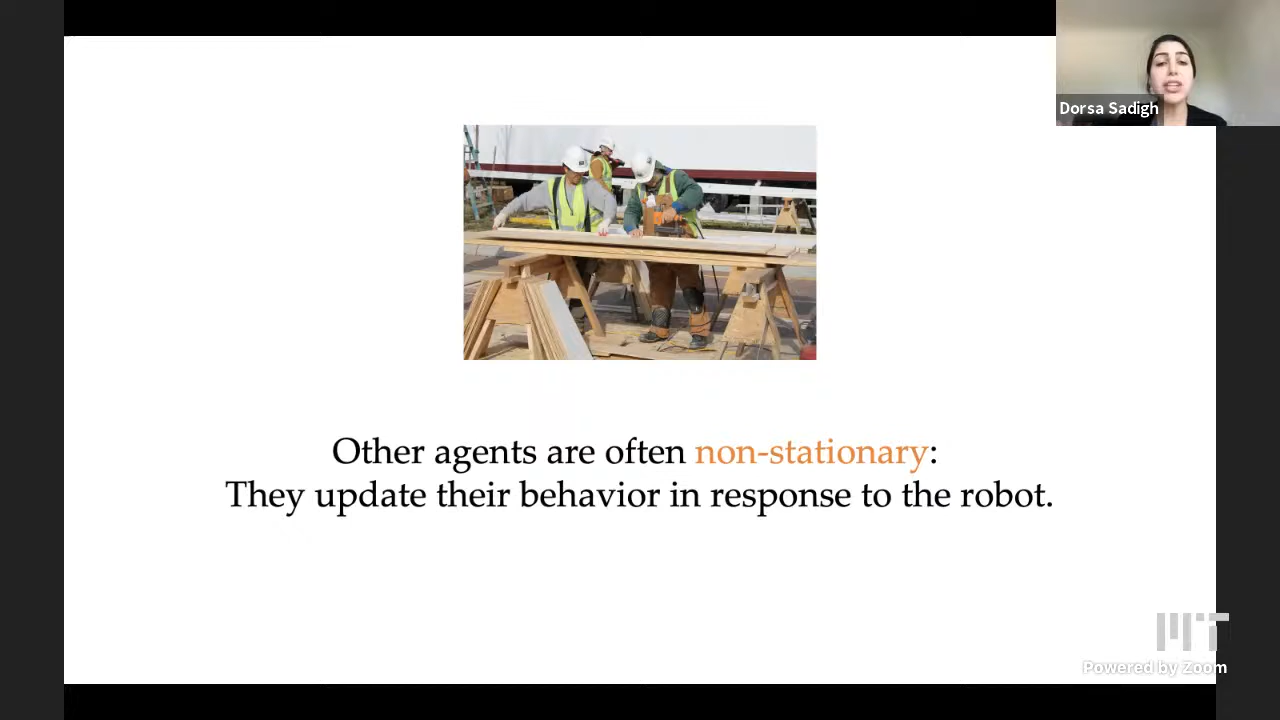 Dorsa Sadigh
Other agents are often non-stationary:
They update their behavior in response to the robot.
MIT
Powered by Zoom